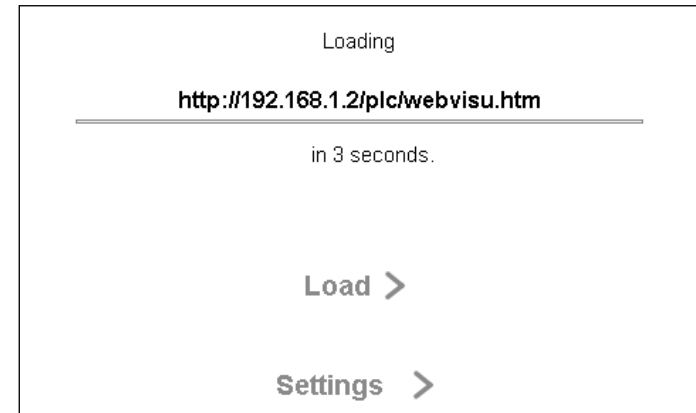 Loading
http://192.168.1.2/plc/webvisu.htm
in 3 seconds.
Load >
Settings >